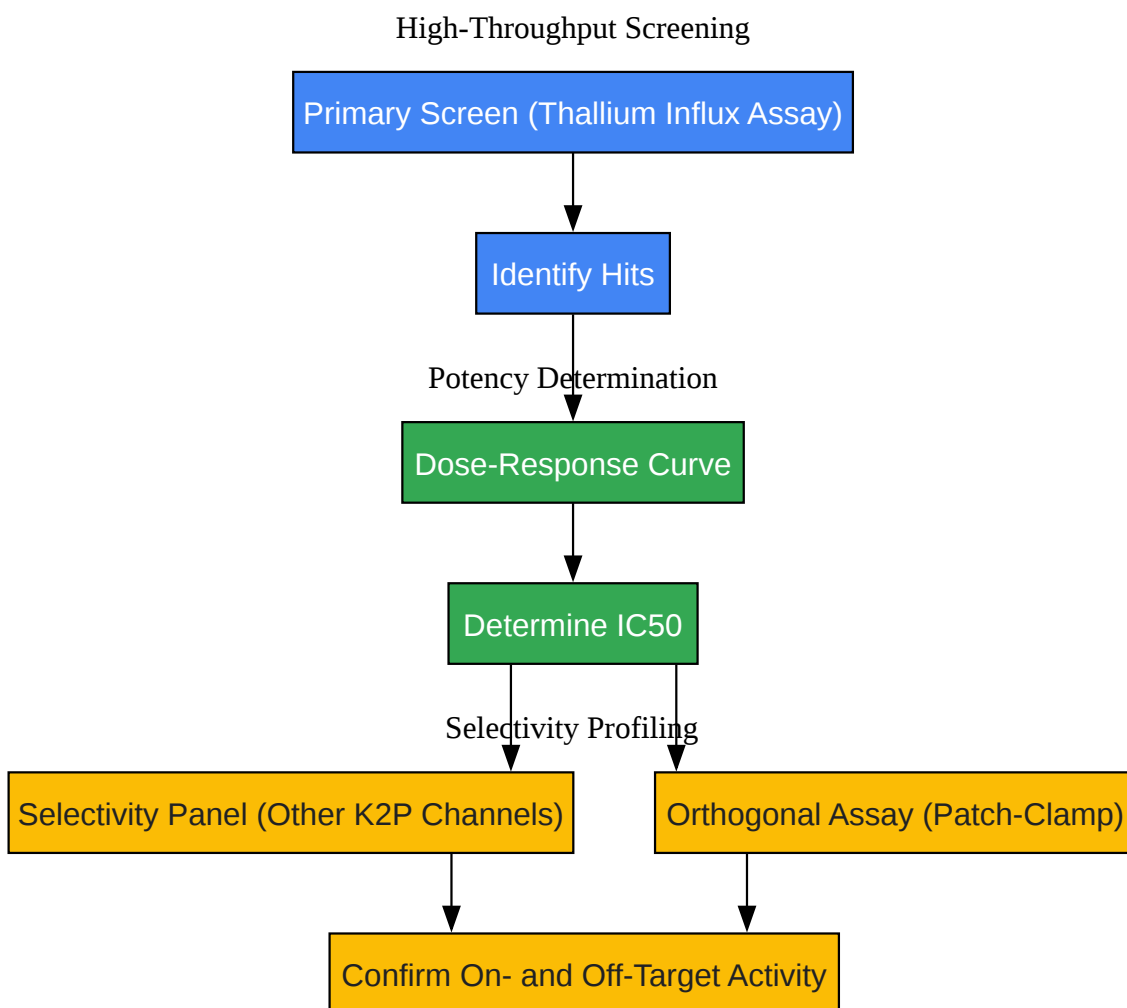 High-Throughput Screening
Primary Screen (Thallium Influx Assay)
Identify Hits
Potency Determination
Dose-Response Curve
Determine IC50
Selectivity Profiling
Selectivity Panel (Other K2P Channels)
Orthogonal Assay (Patch-Clamp)
Confirm On- and Off-Target Activity